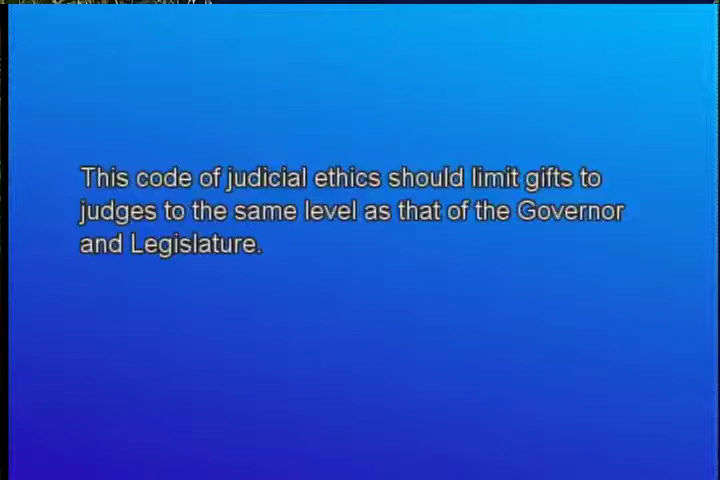 This code of judicial ethics should limit gifts to
judges to the same level as that of the Governor
and Legislature.